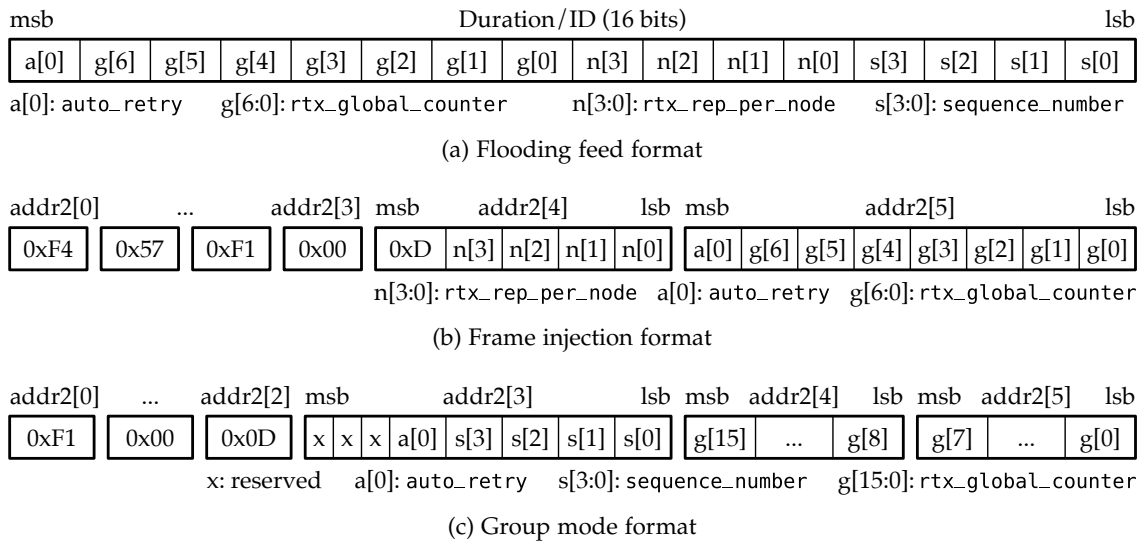 msb Duration/ID (16 bits) lsb
a[0] g[6] g[5] g[4] g[3] g[2] g[1] g[0] n[3] n[2] n[1] n[0] s[3] s[2] s[1] s[0]
a[0]: auto_retry g[6:0]: rtx_global_counter n[3:0]: rtx_rep_per_node s[3:0]: sequence_number
(a) Flooding feed format
addr2[0] ... addr2[3] msb addr2[4] lsb msb addr2[5] lsb
0xF4 0x57 0xF1 0x00 0xD n[3] n[2] n[1] n[0] a[0] g[6] g[5] g[4] g[3] g[2] g[1] g[0]
n[3:0]: rtx_rep_per_node a[0]: auto_retry g[6:0]: rtx_global_counter
(b) Frame injection format
addr2[0] ... addr2[2] msb addr2[3] lsb msb addr2[4] lsb msb addr2[5] lsb
0xF1 0x00 0x0D x x x a[0] s[3] s[2] s[1] s[0] g[15] ... g[8] g[7] ... g[0]
x: reserved a[0]: auto_retry s[3:0]: sequence_number g[15:0]: rtx_global_counter
(c) Group mode format